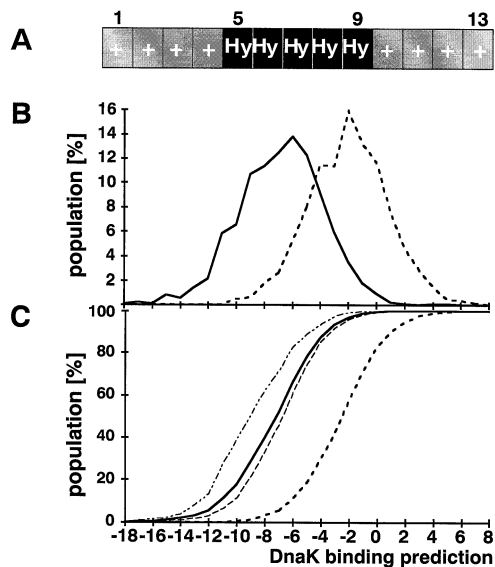 1 5 9 13
A + + + + Hy Hy Hy Hy Hy + + + +
B
population [%]
16
14
12
10
8
6
4
2
C
population [%]
100
80
60
40
20
0
-18 -16 -14 -12 -10 -8 -6 -4 -2 0 2 4 6 8
DnaK binding prediction